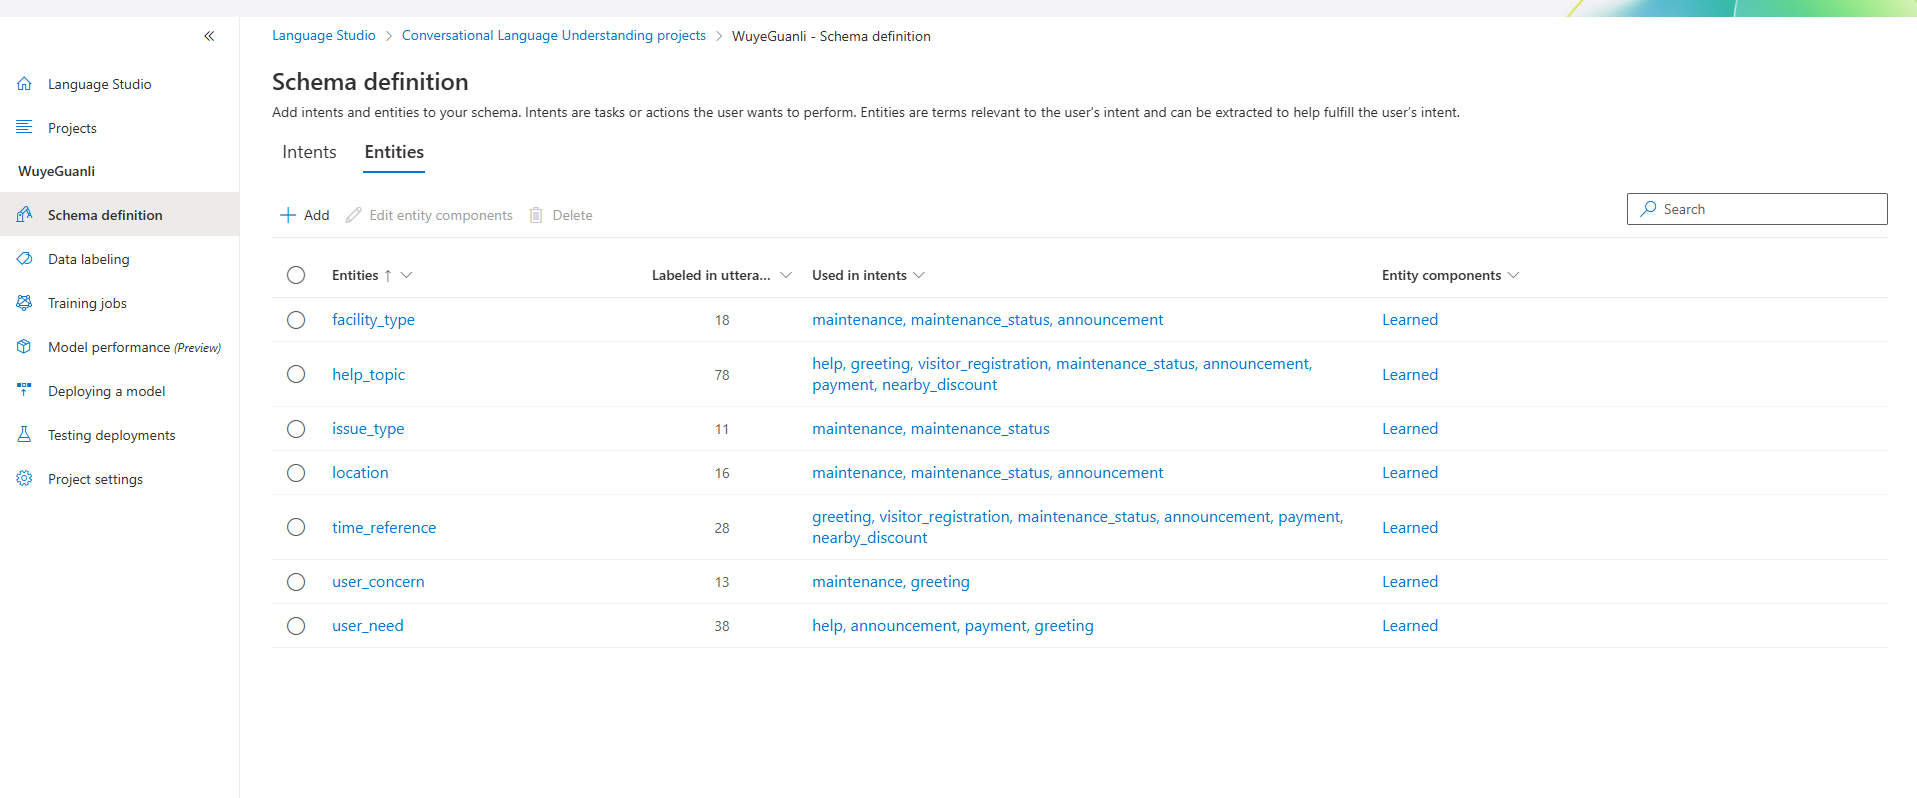 Language Studio
Projects
WuyeGuanli
Schema definition
Data labeling
Training jobs
Model performance (Preview)
Deploying a model
Testing deployments
Project settings
Language Studio > Conversational Language Understanding projects > WuyeGuanli - Schema definition
Schema definition
Add intents and entities to your schema. Intents are tasks or actions the user wants to perform. Entities are terms relevant to the user's intent and can be extracted to help fulfill the user's intent.
Intents Entities
Add Edit entity components Delete Search
Entities ↑ Labeled in uttera... Used in intents Entity components
facility_type 18 maintenance, maintenance_status, announcement Learned
help_topic 78 help, greeting, visitor_registration, maintenance_status, announcement,
payment, nearby_discount Learned
issue_type 11 maintenance, maintenance_status Learned
location 16 maintenance, maintenance_status, announcement Learned
time_reference 28 greeting, visitor_registration, maintenance_status, announcement, payment,
nearby_discount Learned
user_concern 13 maintenance, greeting Learned
user_need 38 help, announcement, payment, greeting Learned